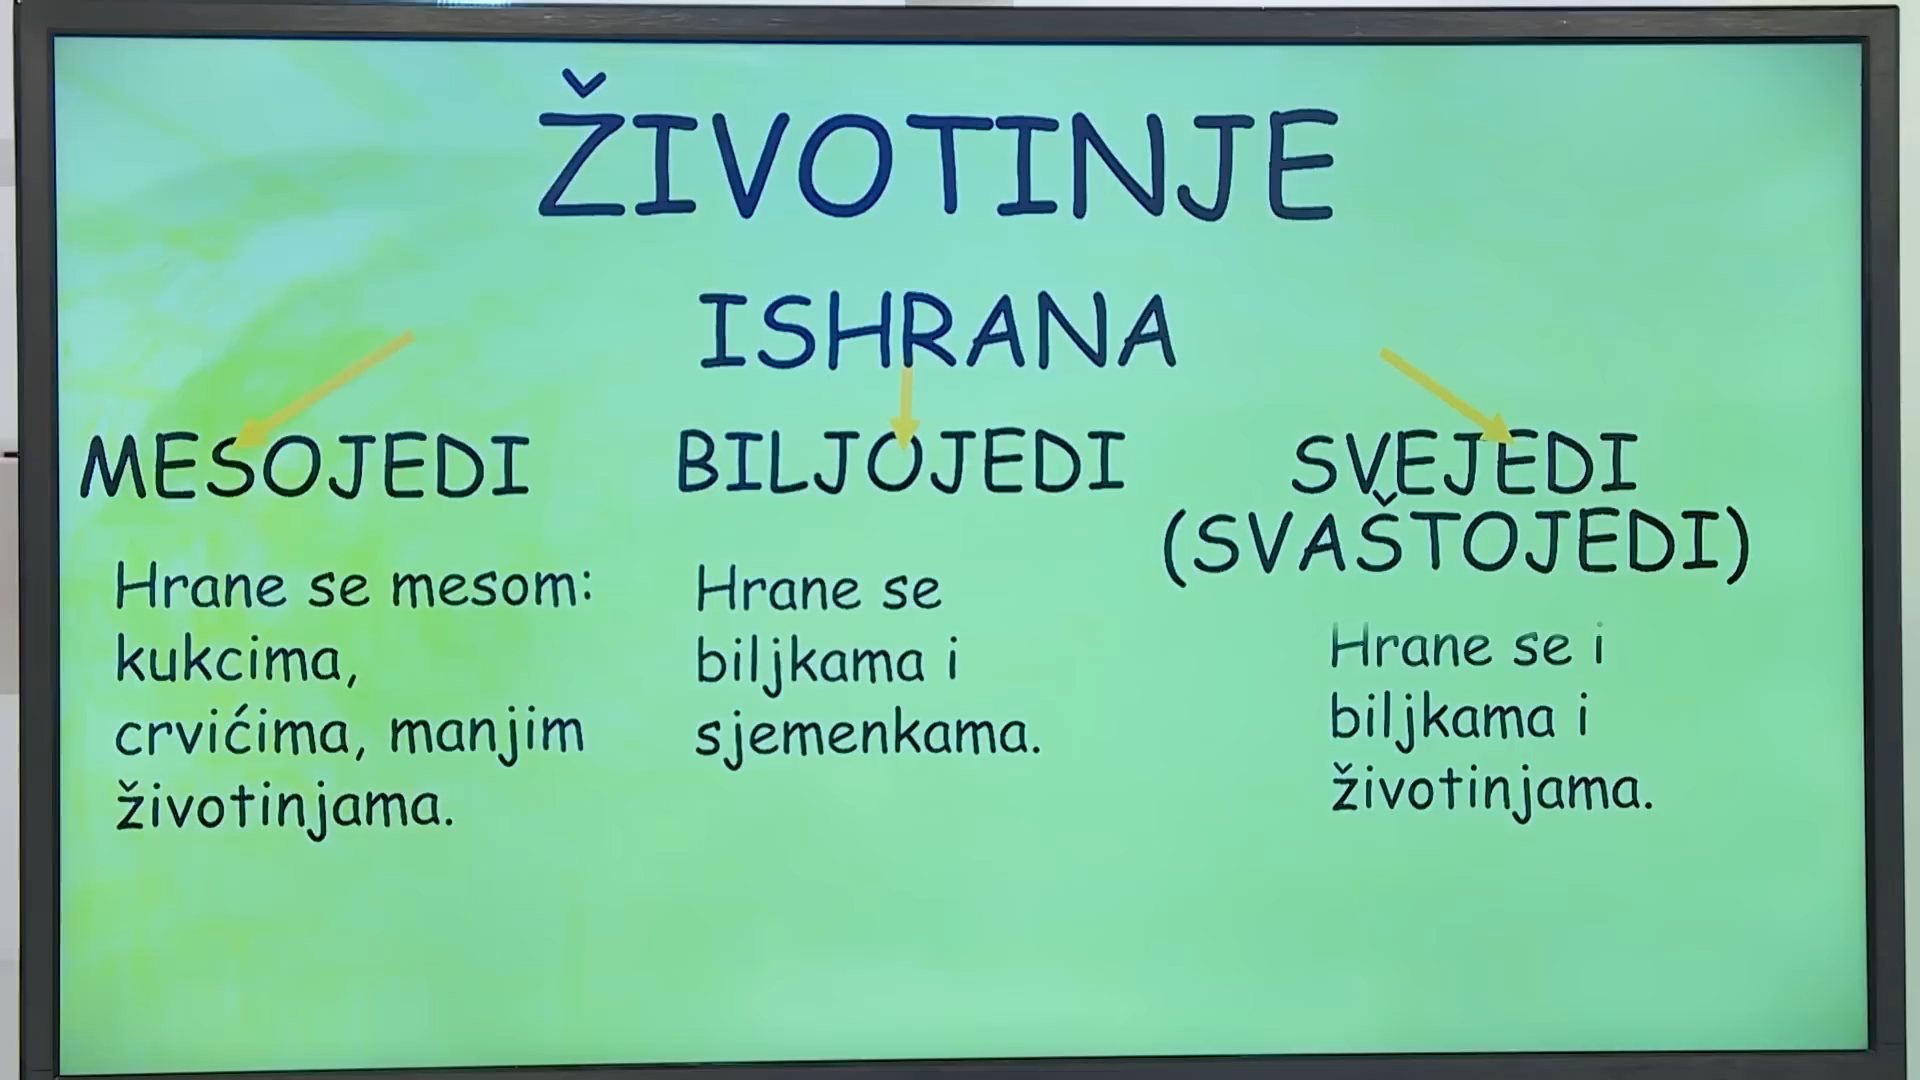 ŽIVOTINJE
ISHRANA
MESOJEDI
Hrane se mesom:
kukcima,
crvićima, manjim
životinjama.
BILJOJEDI
Hrane se
biljkama i
sjemenkama.
SVEJEDI
(SVAŠTOJEDI)
Hrane se i
biljkama i
životinjama.